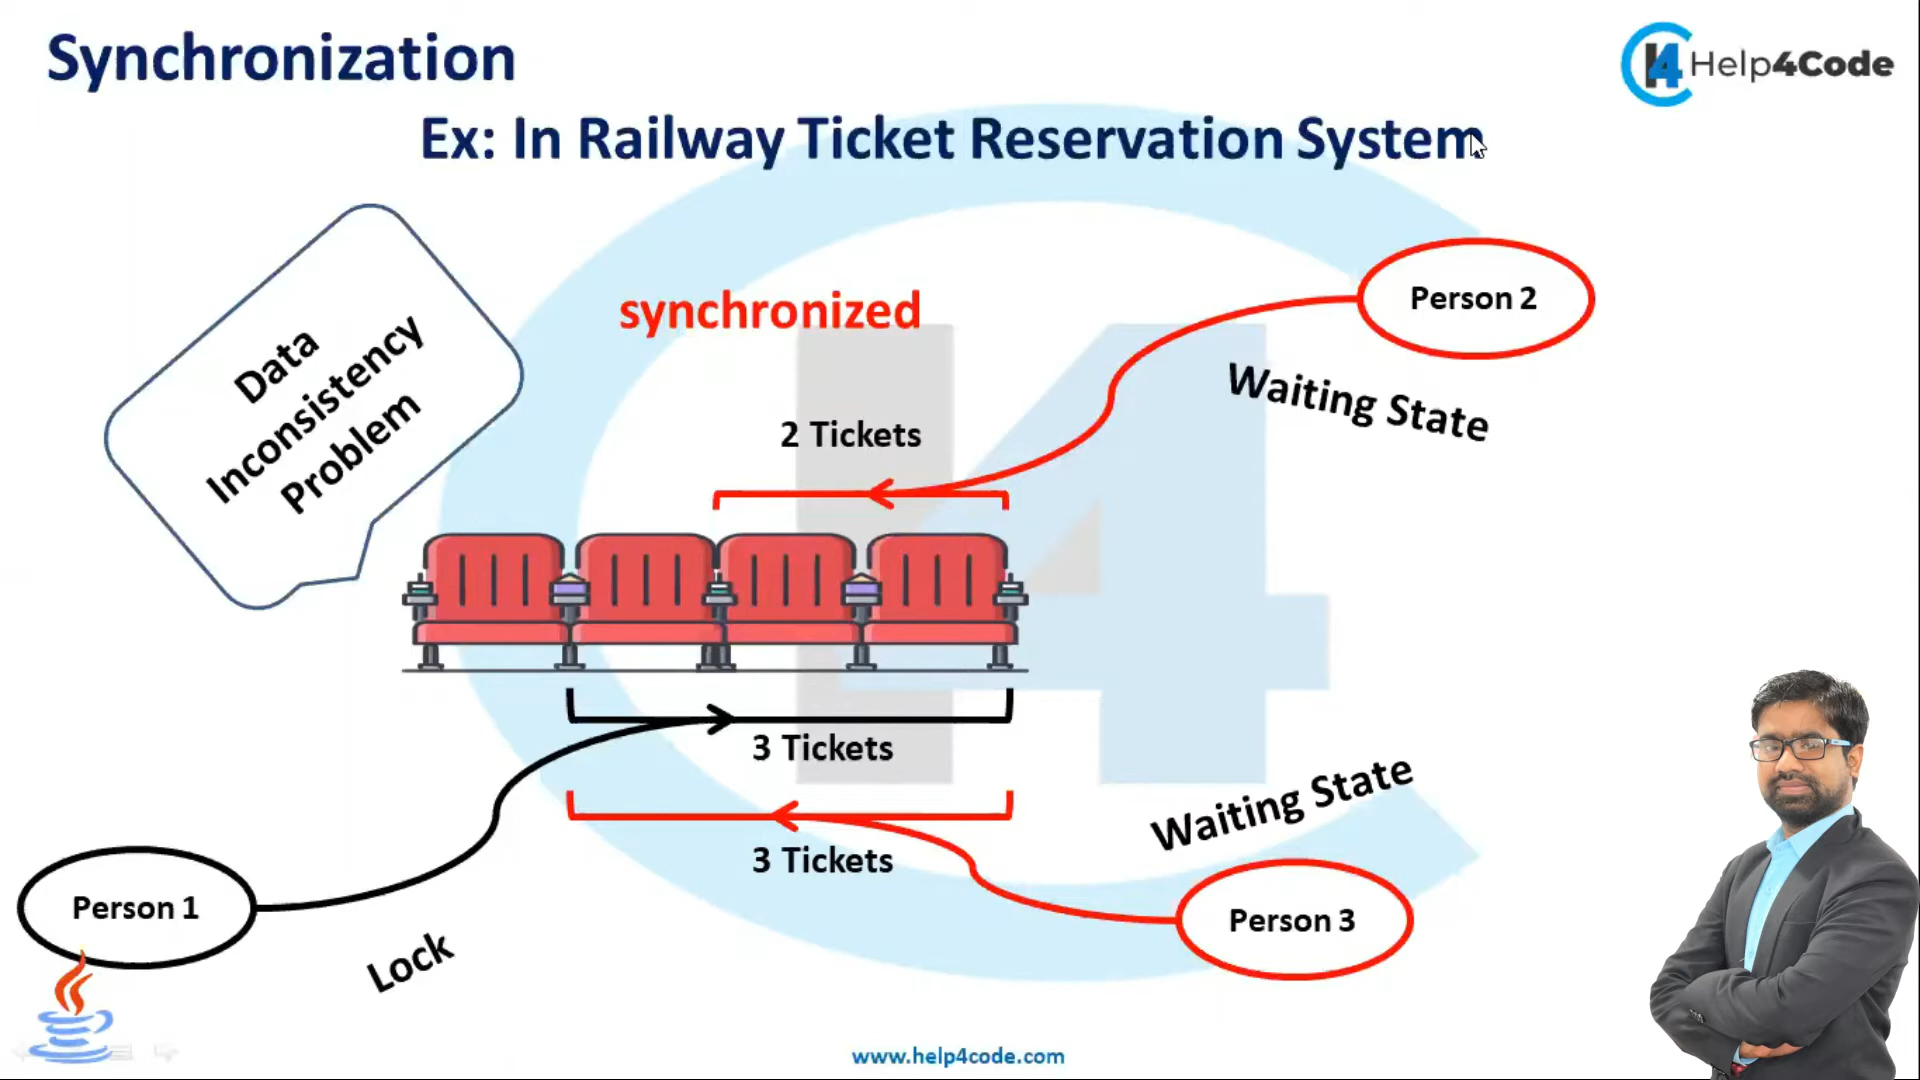 Synchronization
Help4Code
Ex: In Railway Ticket Reservation System
Data
Inconsistency
Problem
synchronized
Person 2
Waiting State
2 Tickets
3 Tickets
Waiting State
3 Tickets
Person 1
Person 3
Lock
www.help4code.com